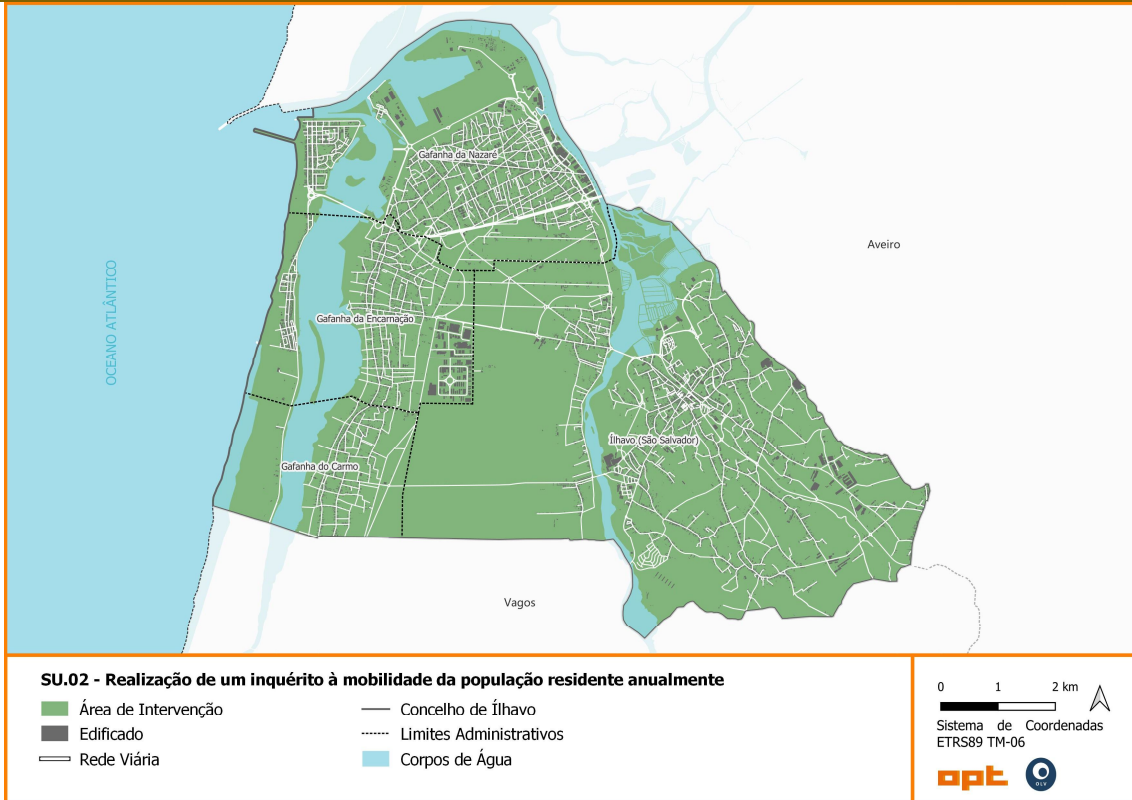 Gafanha da Nazaré
Aveiro
OCEANO ATLÂNTICO
Gafanha da Encarnação
Ílhavo (São Salvador)
Gafanha do Carmo
Vagos
SU.02 - Realização de um inquérito à mobilidade da população residente anualmente
Área de Intervenção
Edificado
Rede Viária
Concelho de Ílhavo
Limites Administrativos
Corpos de Água
0 1 2 km
Sistema de Coordenadas
ETRS89 TM-06
opt
OLV